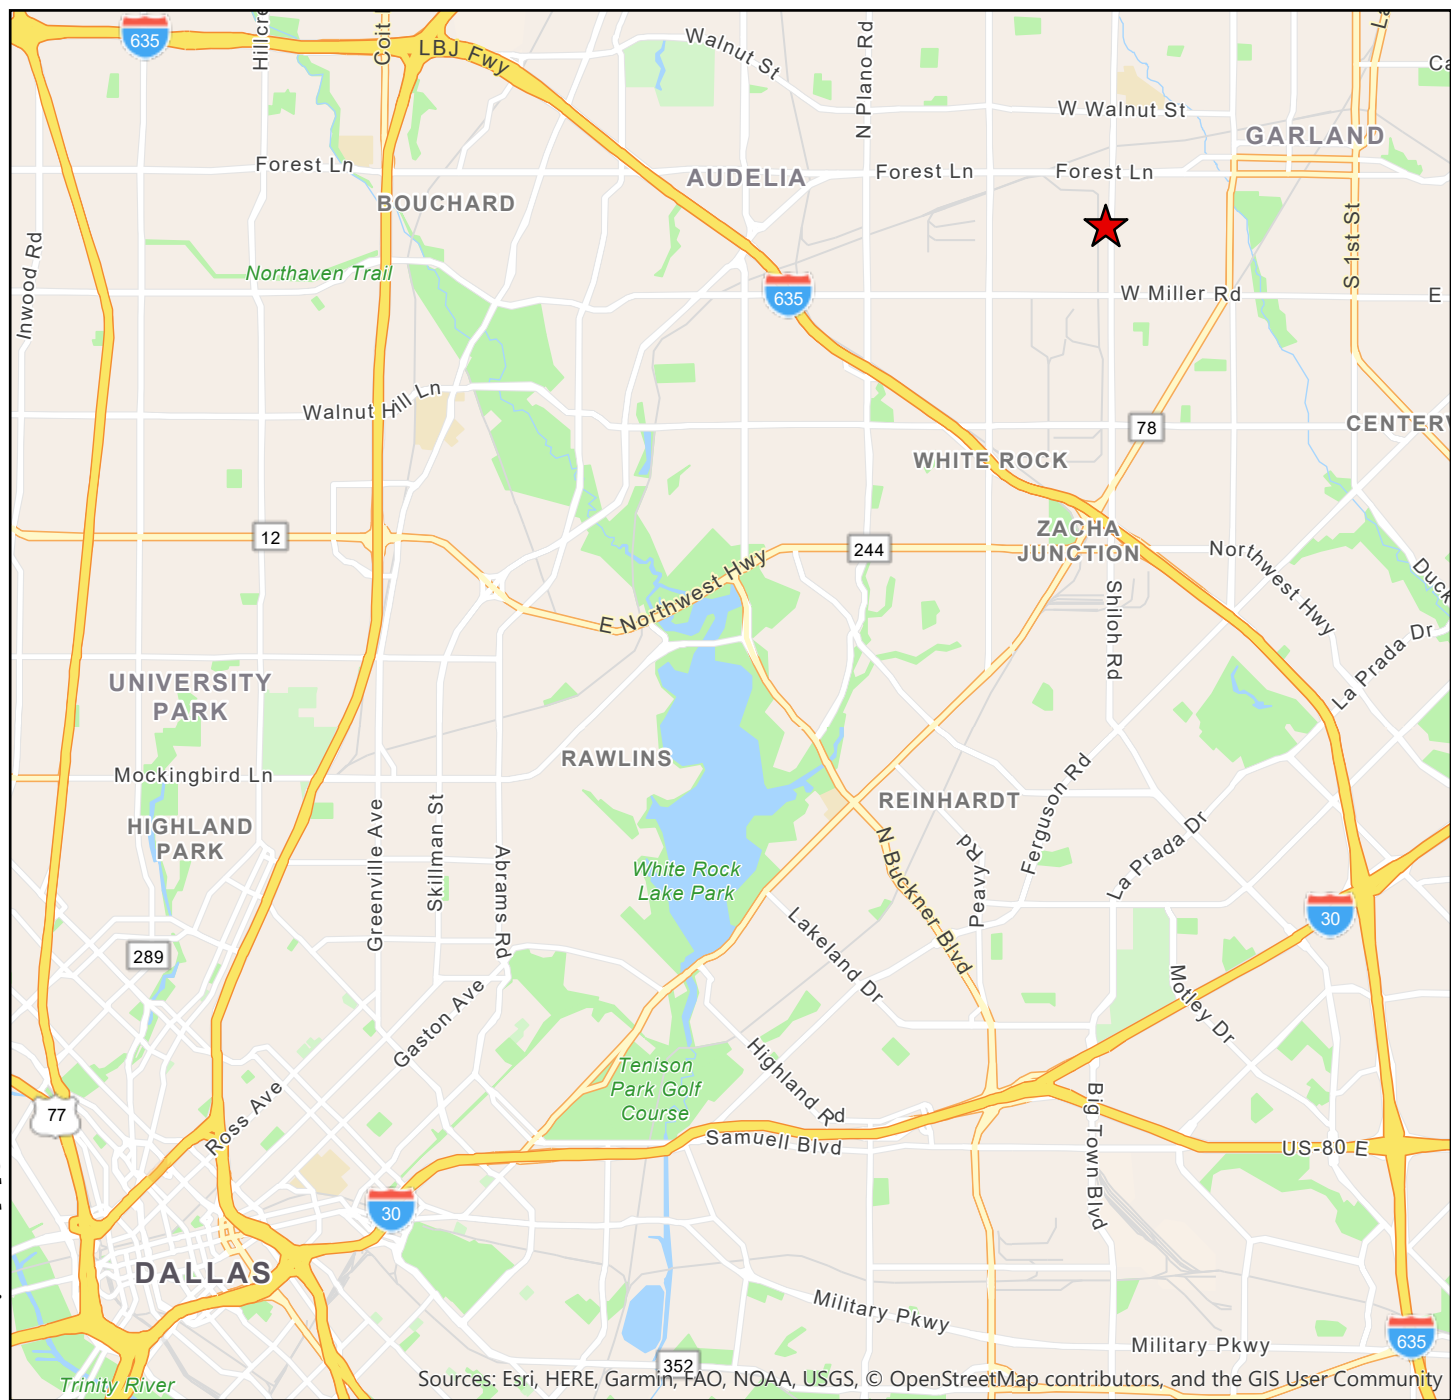 635
Hillcre
Coit
LBJ Fwy
Walnut St
N Plano Rd
W Walnut St
GARLAND
Forest Ln
AUDELIA
Forest Ln
Forest Ln
BOUCHARD
Inwood Rd
Northaven Trail
635
W Miller Rd
E
S 1st St
Walnut Hill Ln
78
CENTERV
WHITE ROCK
12
244
ZACHA
JUNCTION
Northwest Hwy
Duck
E Northwest Hwy
Shiloh Rd
La Prada Dr
UNIVERSITY
PARK
RAWLINS
Mockingbird Ln
REINHARDT
Ferguson Rd
HIGHLAND
PARK
Greenville Ave
Skillman St
Abrams Rd
White Rock
Lake Park
N Buckner Blvd
Peavy Rd
La Prada Dr
30
289
Lakeland Dr
Motley Dr
Gaston Ave
Tenison
Park Golf
Course
Highland Rd
77
Ross Ave
Samuell Blvd
Big Town Blvd
US-80 E
30
DALLAS
Military Pkwy
Military Pkwy
635
352
Trinity River
Sources: Esri, HERE, Garmin, FAO, NOAA, USGS, © OpenStreetMap contributors, and the GIS User Community